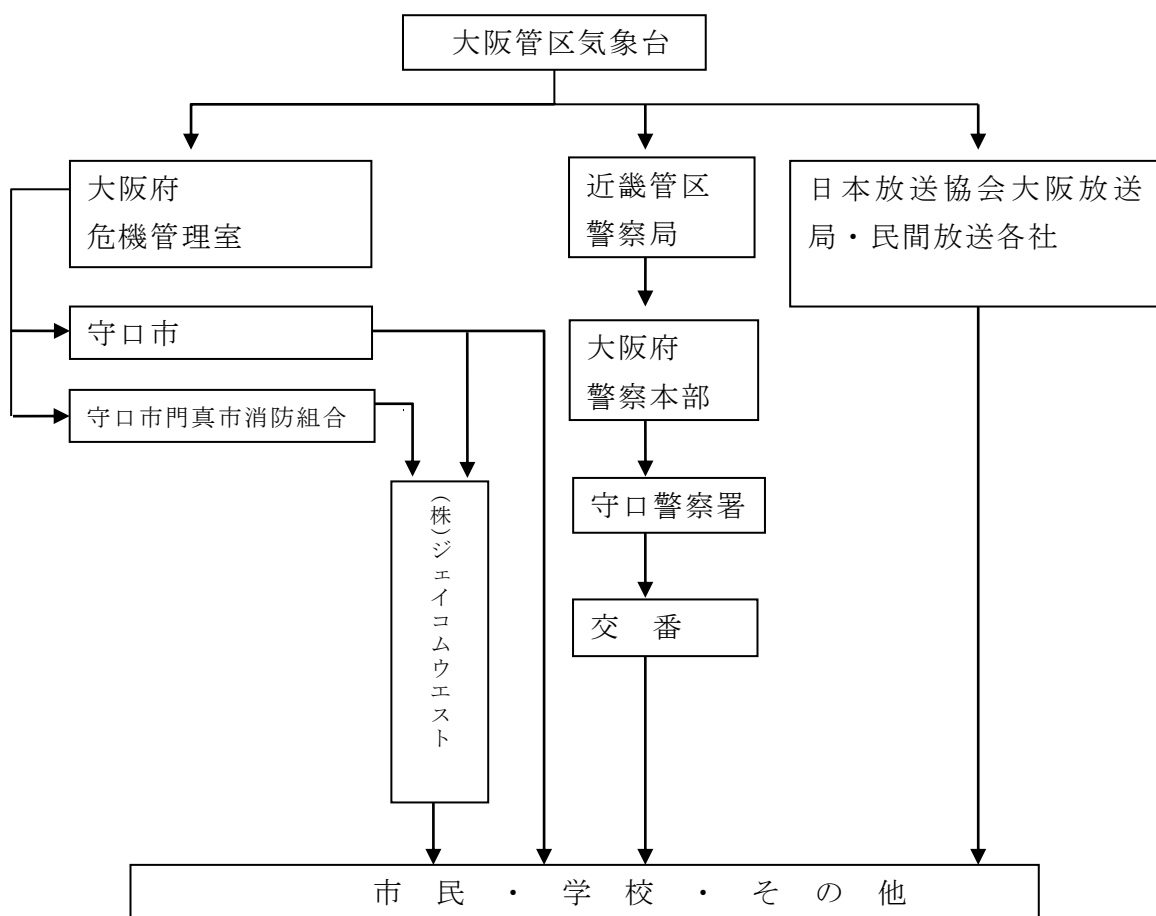 大阪管区気象台
大阪府
危機管理室
近畿管区
警察局
日本放送協会大阪放送
局・民間放送各社
守口市
大阪府
警察本部
守口市門真市消防組合
(株)ジェイコムウエスト
守口警察署
交　番
市　民　・　学　校　・　そ　の　他